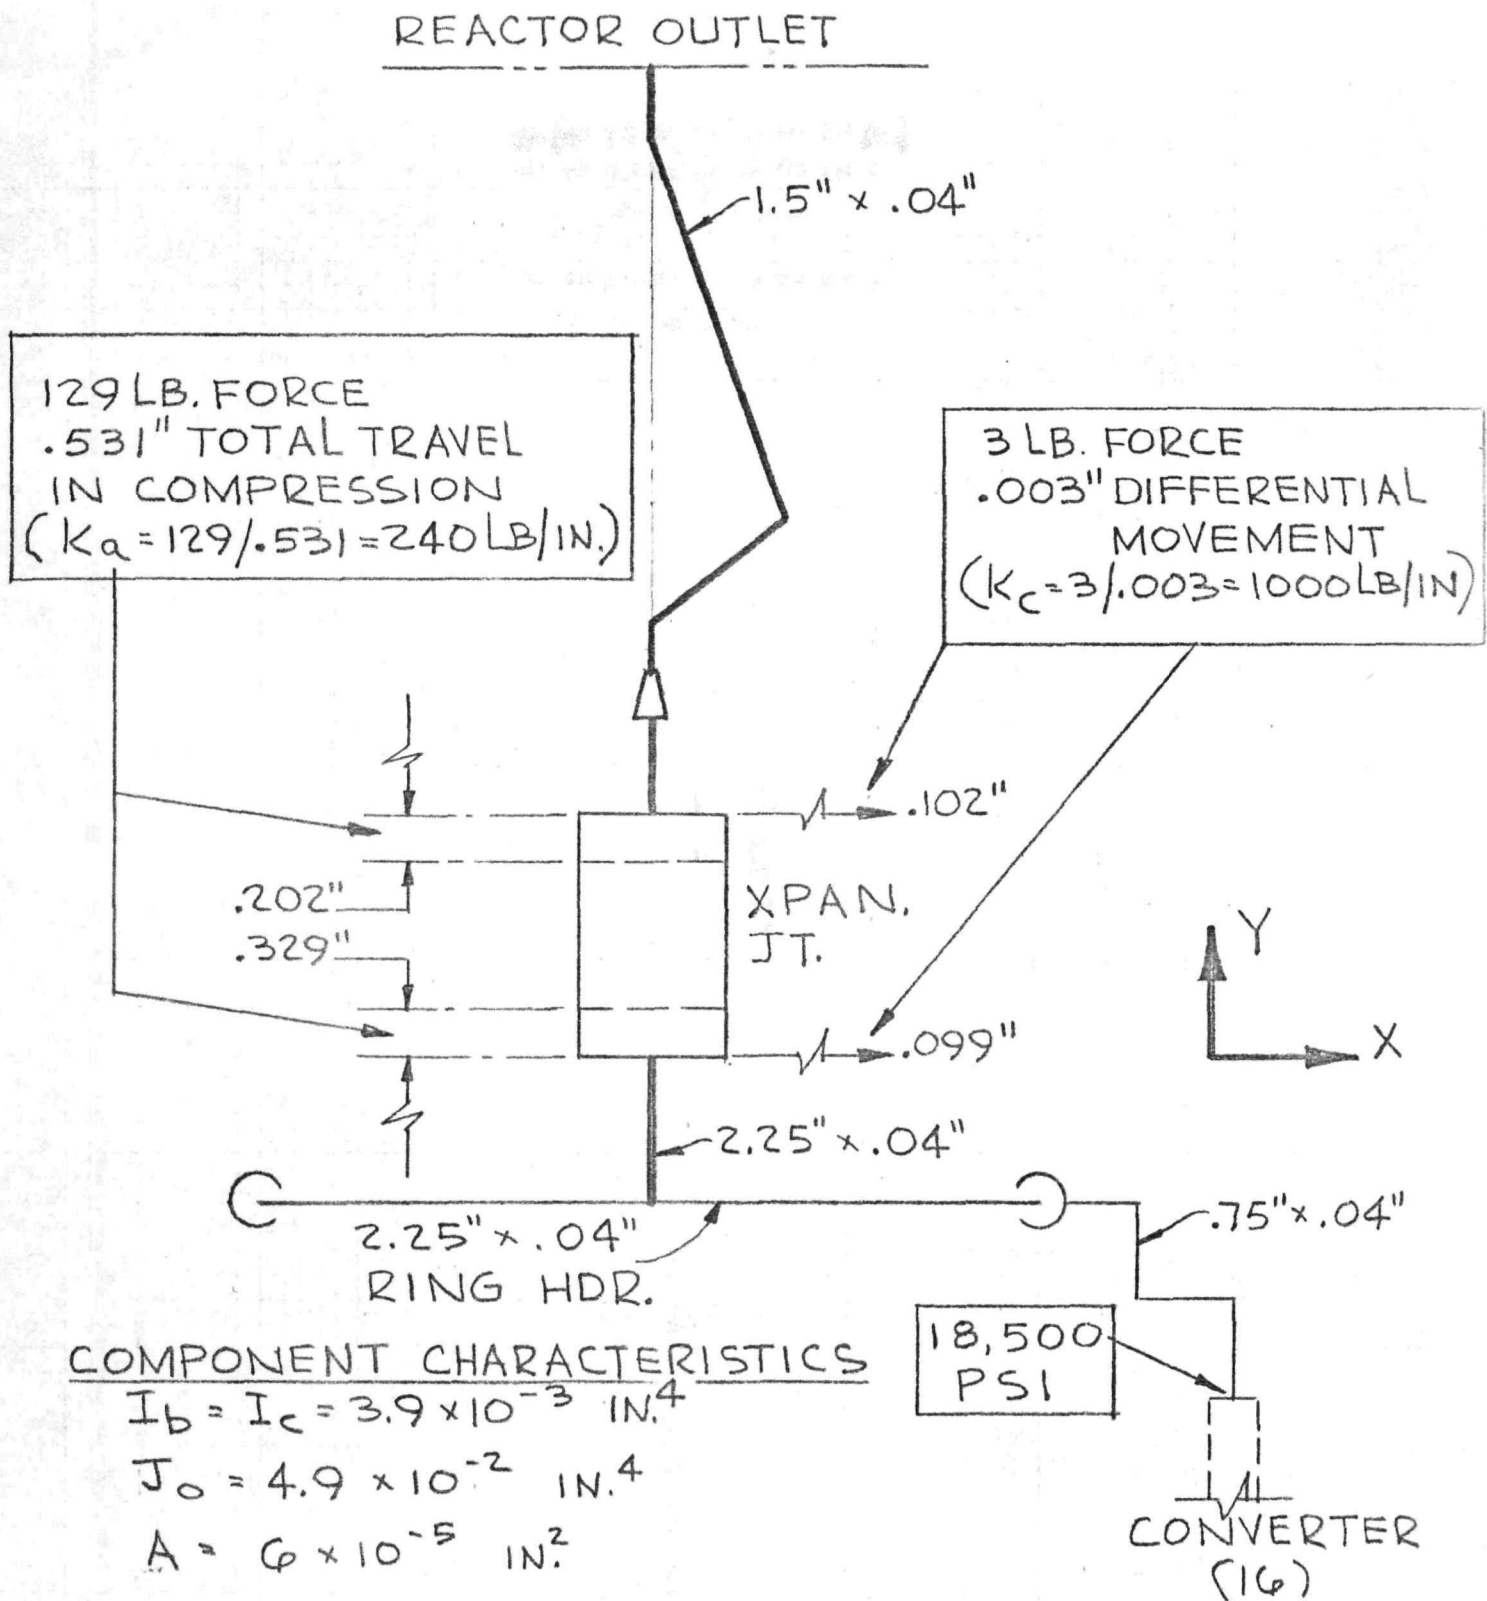 REACTOR OUTLET
1.5" x .04"
129 LB. FORCE
.531" TOTAL TRAVEL
IN COMPRESSION
(Ka = 129/.531 = 240 LB/IN.)
3 LB. FORCE
.003" DIFFERENTIAL
MOVEMENT
(Kc = 3/.003 = 1000 LB/IN)
.102"
.202"
.329"
XPAN.
JT.
.099"
Y
X
2.25" x .04"
2.25" x .04"
RING HDR.
.75" x .04"
18,500
PSI
COMPONENT CHARACTERISTICS
Ib = Ic = 3.9 x 10⁻³ IN.⁴
Jo = 4.9 x 10⁻² IN.⁴
A = 6 x 10⁻⁵ IN.²
CONVERTER
(16)